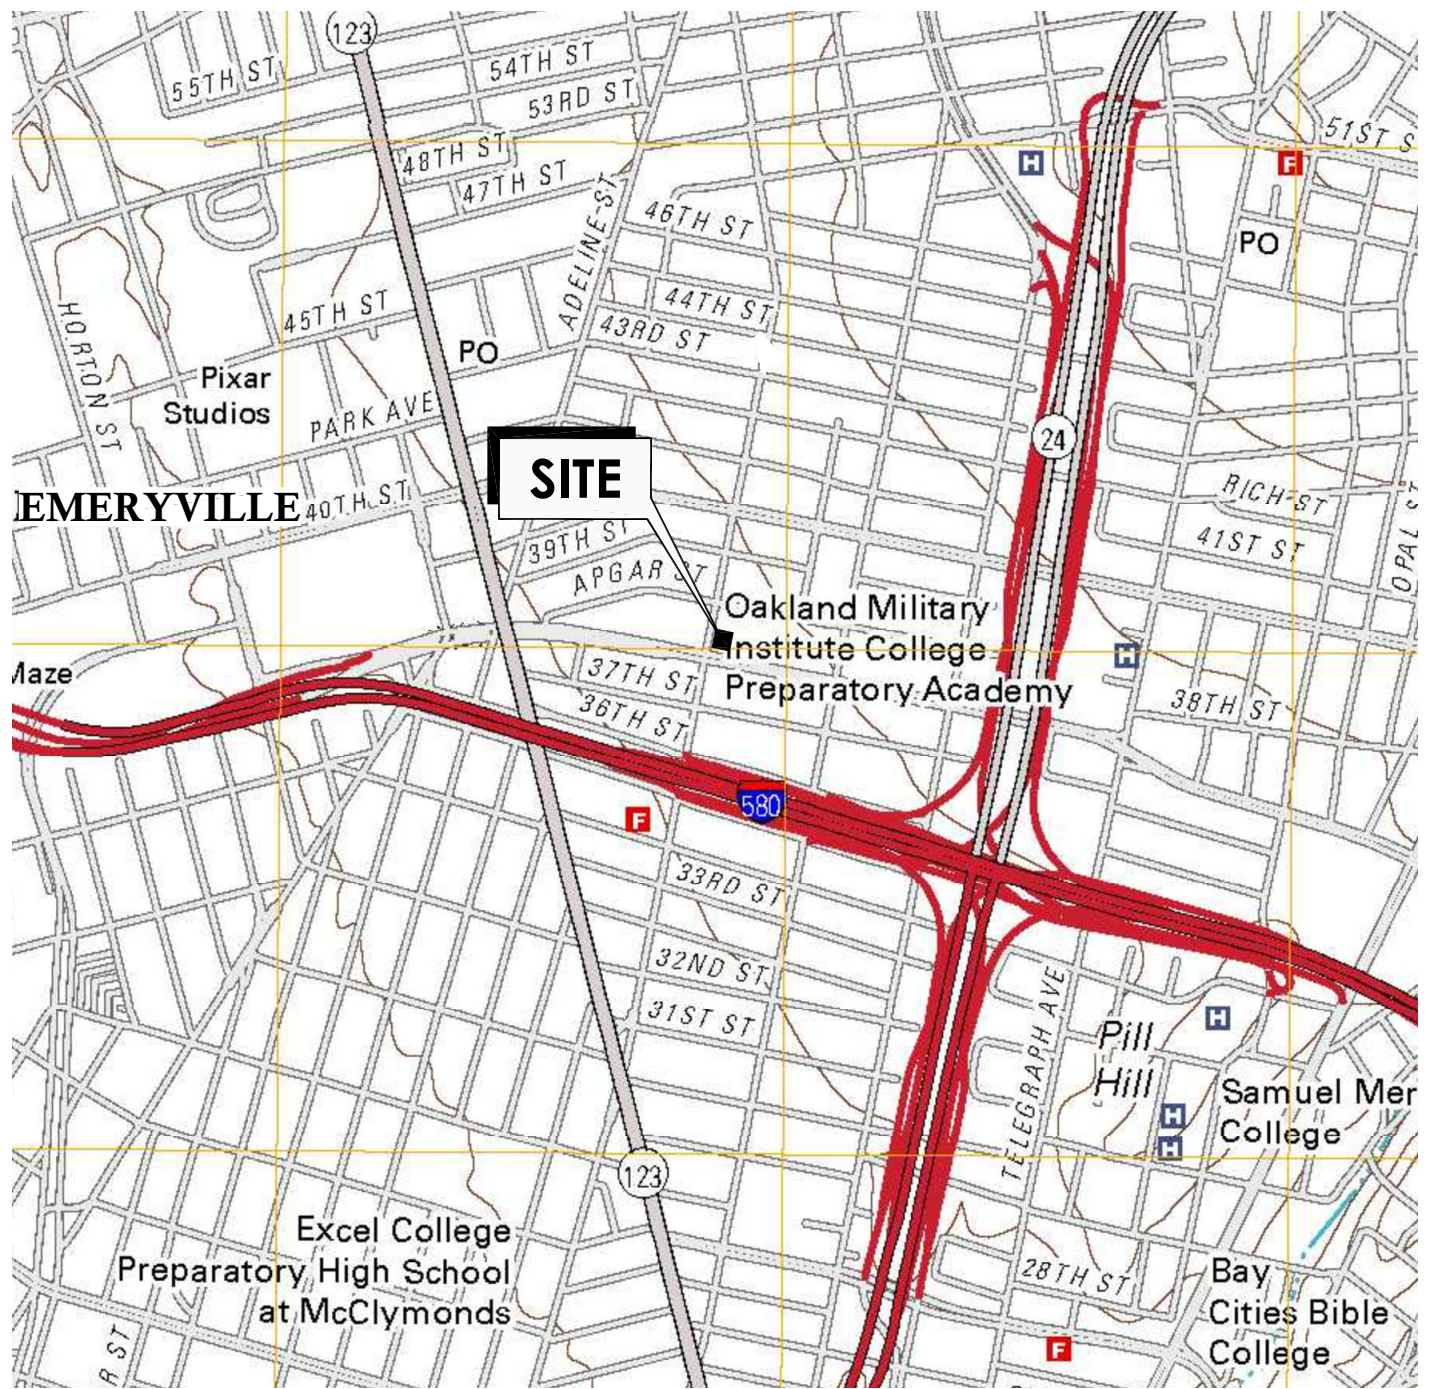 123
55TH ST
54TH ST
53RD ST
51ST S
48TH ST
H
F
47TH ST
ADELINE ST
46TH ST
PO
HORTON ST
45TH ST
44TH ST
43RD ST
PO
Pixar
Studios
PARK AVE
24
SITE
EMERYVILLE
40TH ST
RICH ST
41ST ST
OPAL ST
39TH ST
APGAR ST
Oakland Military
Institute College
Preparatory Academy
H
Maze
37TH ST
36TH ST
38TH ST
580
F
33RD ST
32ND ST
31ST ST
TELEGRAPH AVE
H
Pill
Hill
Samuel Mer
College
H
H
123
Excel College
Preparatory High School
at McClymonds
28TH ST
Bay
Cities Bible
College
R ST
F